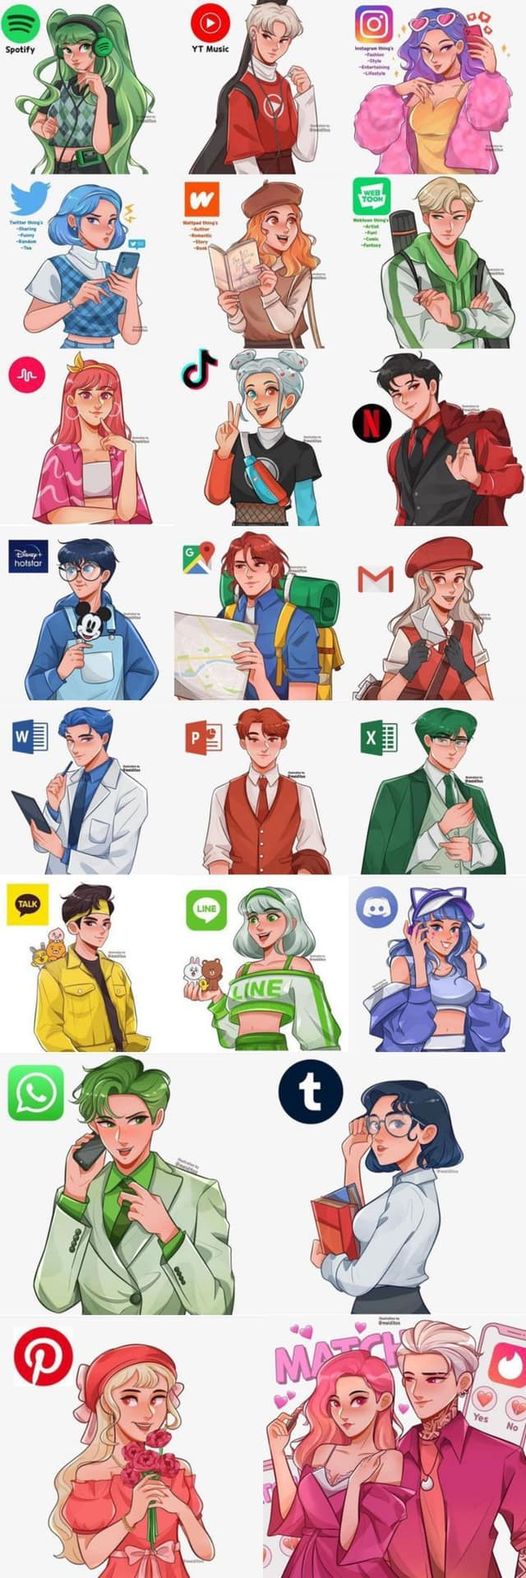 Spotify
YT Music
Instagram thing's
-Fashion
-Style
-Entertaining
-Lifestyle
Twitter thing's
-Sharing
-Funny
-Random
-Tea
W
Wattpad thing's
-Author
-Romantic
-Story
-Book
WEB
TOON
Webtoon thing's
-Artist
-Fun!
-Comic
-Fantasy
N
Disney+
hotstar
G
M
W
P
X
TALK
LINE
LINE
t
P
MATCH
Yes
No